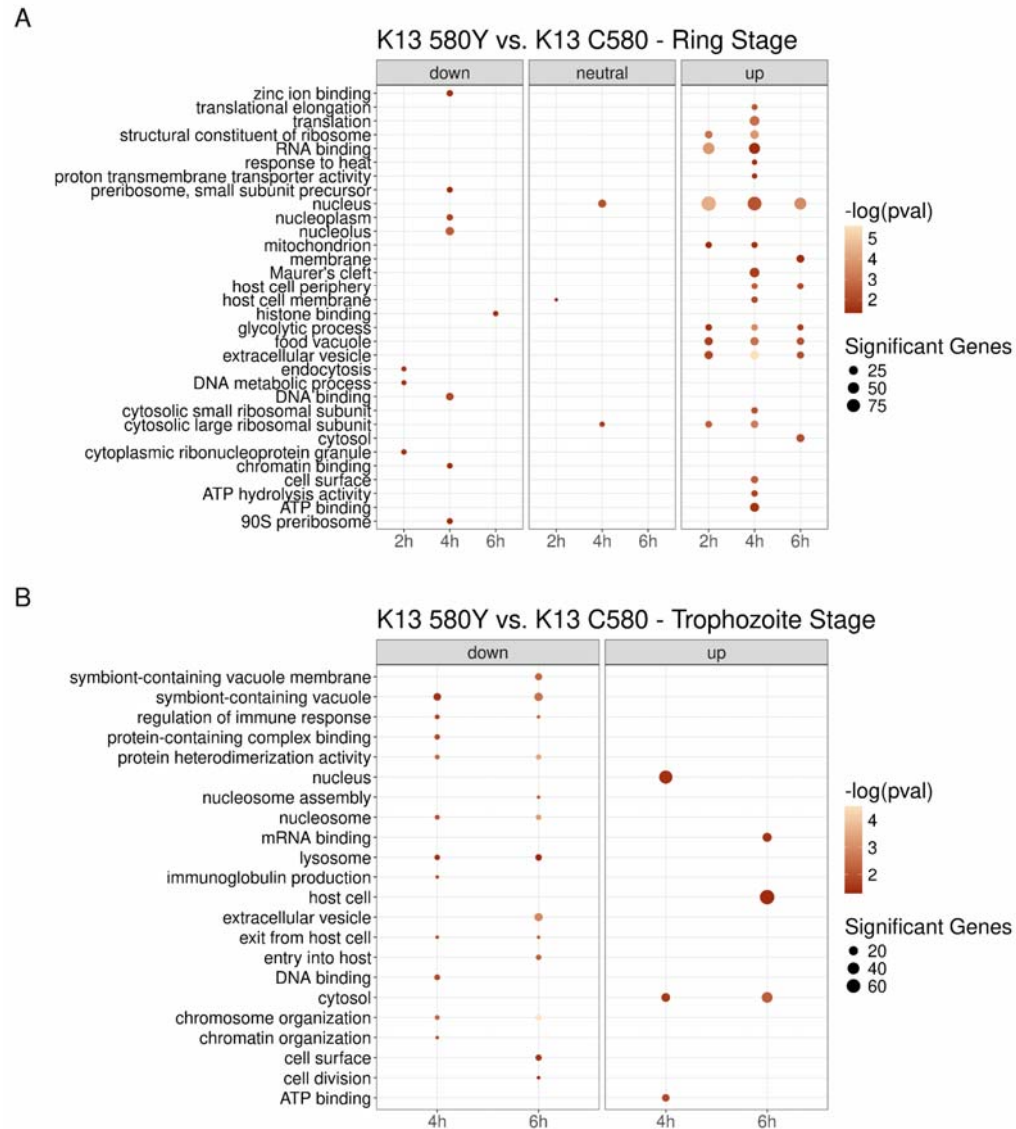 A
K13 580Y vs. K13 C580 - Ring Stage
down neutral up
zinc ion binding
translational elongation
translation
structural constituent of ribosome
RNA binding
response to heat
proton transmembrane transporter activity
preribosome, small subunit precursor
nucleus
nucleoplasm
nucleolus
mitochondrion
membrane
Maurer's cleft
host cell periphery
host cell membrane
histone binding
glycolytic process
food vacuole
extracellular vesicle
endocytosis
DNA metabolic process
DNA binding
cytosolic small ribosomal subunit
cytosolic large ribosomal subunit
cytosol
cytoplasmic ribonucleoprotein granule
chromatin binding
cell surface
ATP hydrolysis activity
ATP binding
90S preribosome
2h 4h 6h 2h 4h 6h 2h 4h 6h
-log(pval)
5
4
3
2
Significant Genes
25
50
75
B
K13 580Y vs. K13 C580 - Trophozoite Stage
down up
symbiont-containing vacuole membrane
symbiont-containing vacuole
regulation of immune response
protein-containing complex binding
protein heterodimerization activity
nucleus
nucleosome assembly
nucleosome
mRNA binding
lysosome
immunoglobulin production
host cell
extracellular vesicle
exit from host cell
entry into host
DNA binding
cytosol
chromosome organization
chromatin organization
cell surface
cell division
ATP binding
4h 6h 4h 6h
-log(pval)
4
3
2
Significant Genes
20
40
60